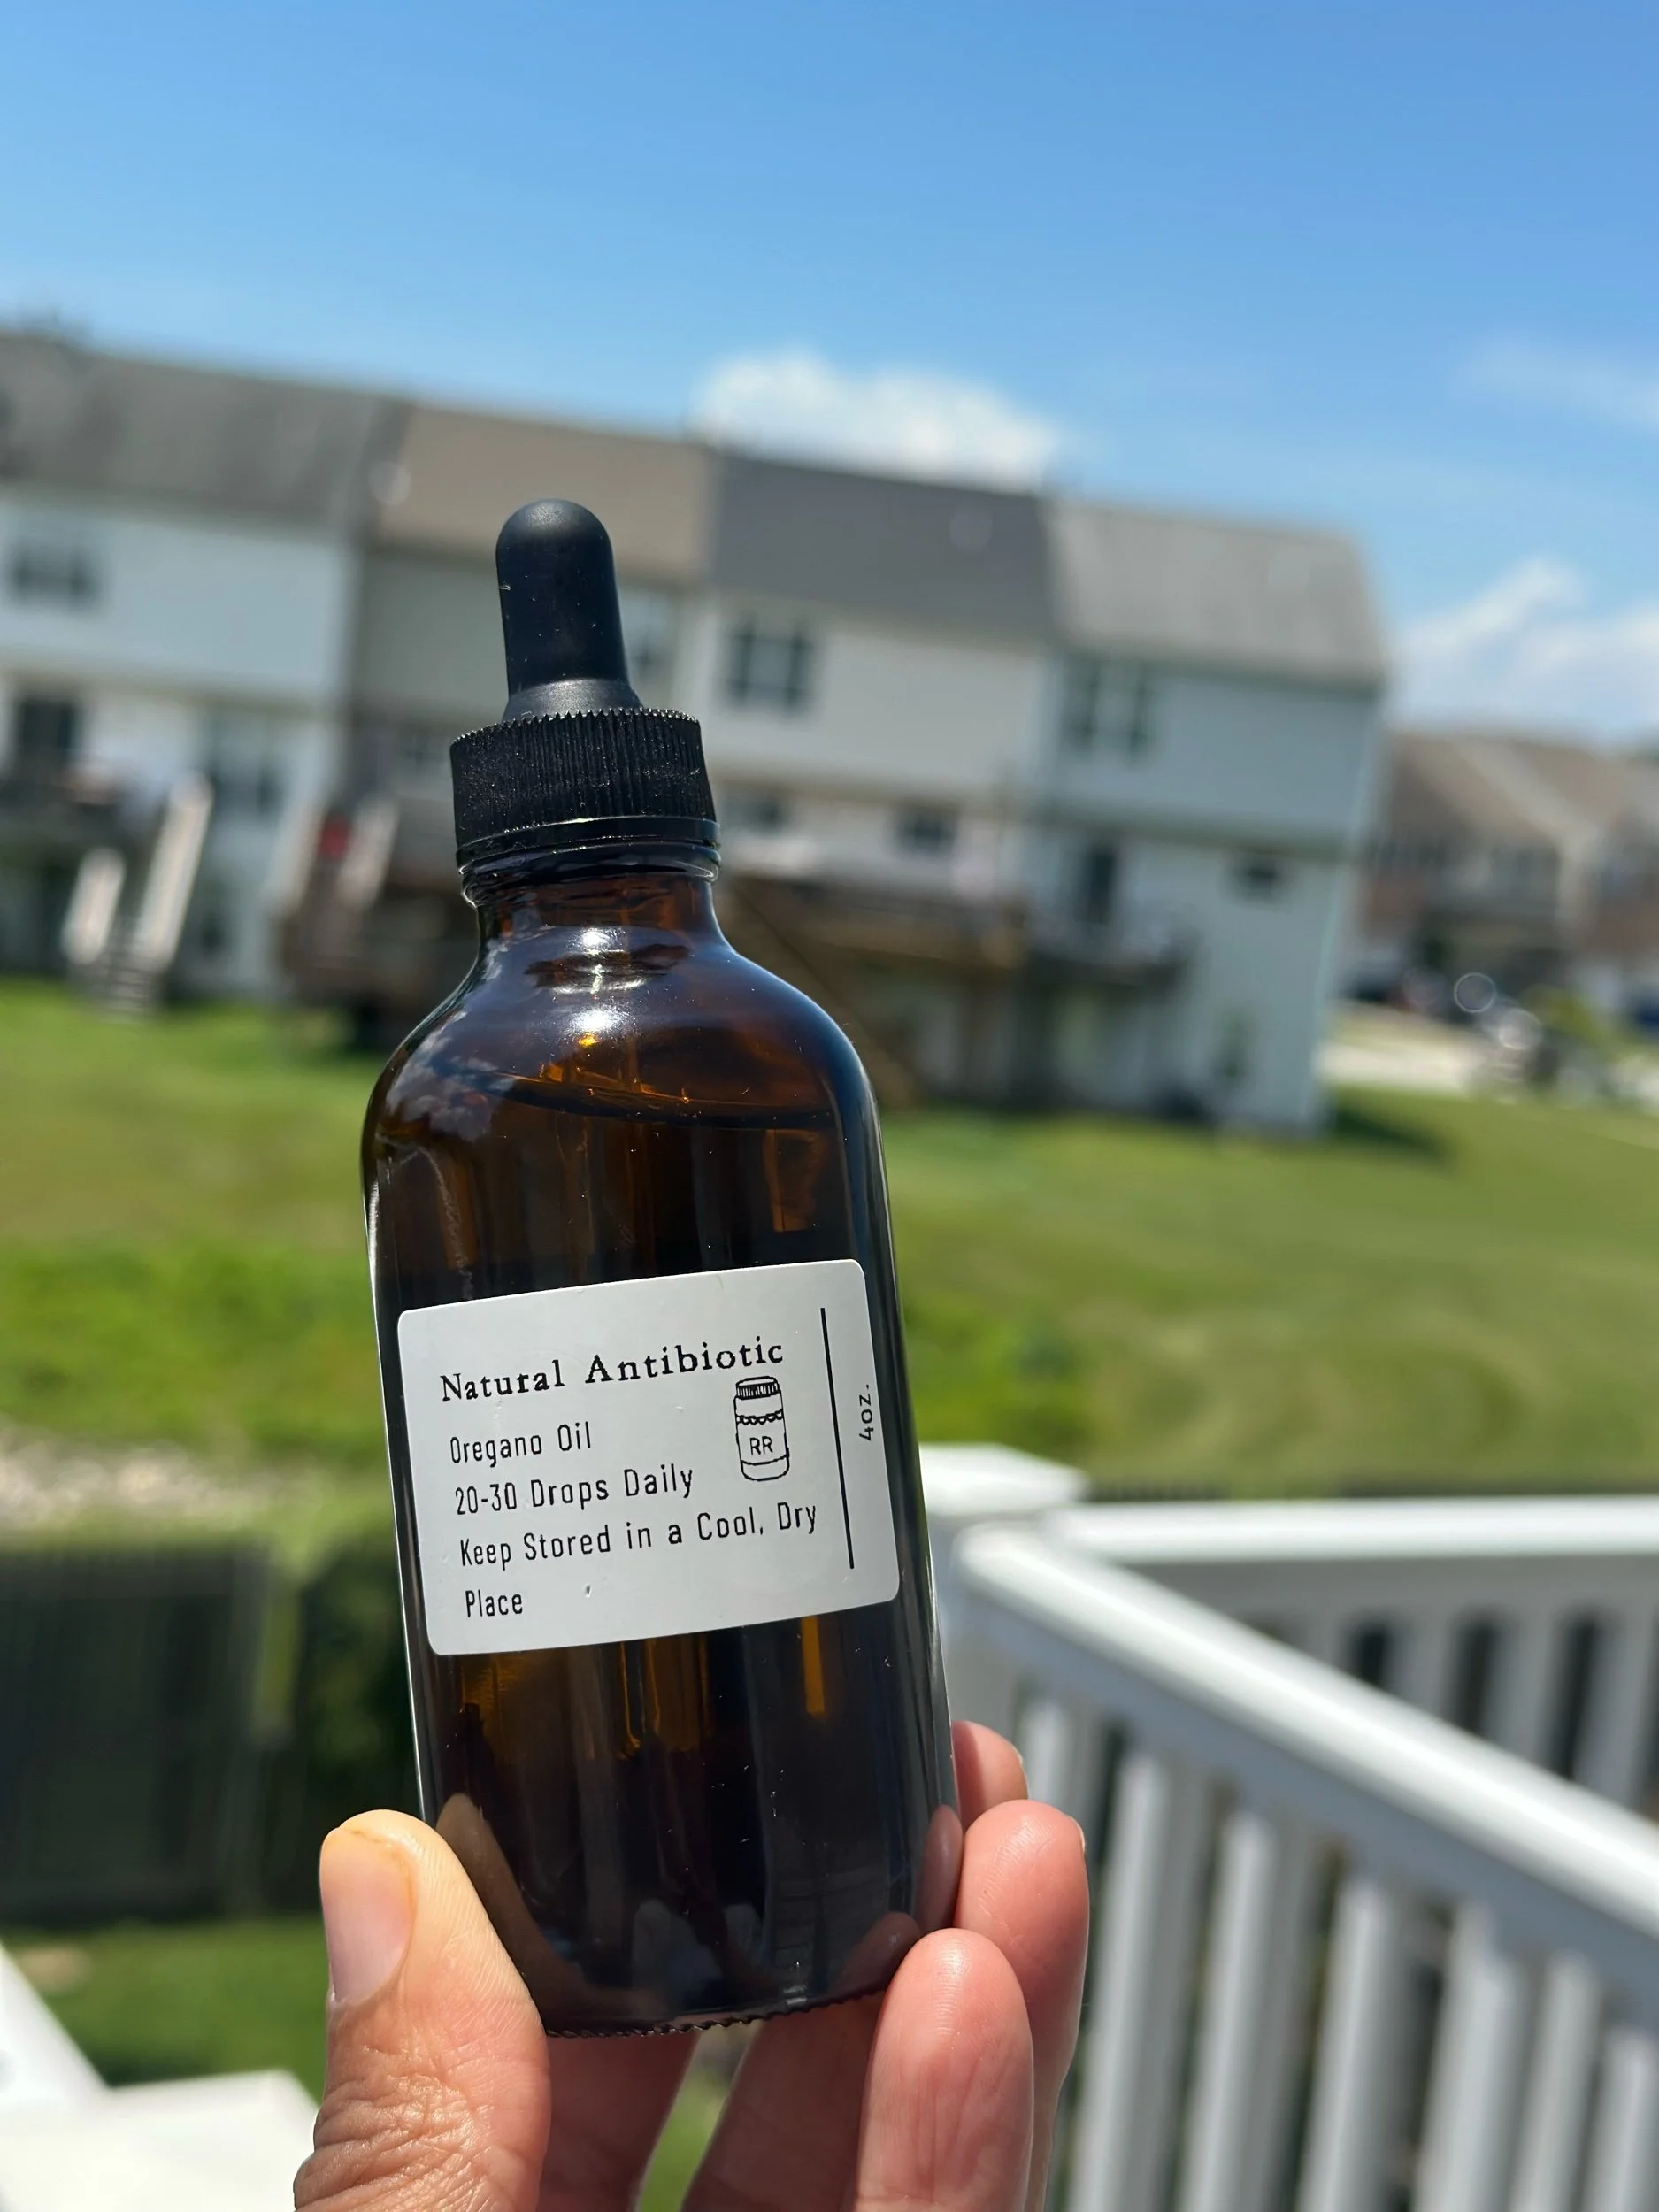 Natural Antibiotic
Oregano Oil
20-30 Drops Daily
Keep Stored in a Cool, Dry
Place
RR
4oz.